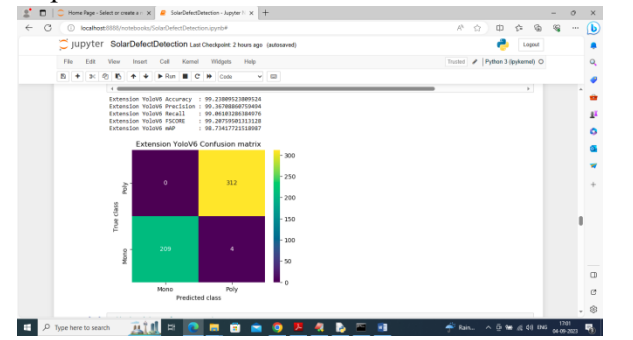 Home Page - Select or create a n
SolarDefectDetection - Jupyter N
localhost:8888/notebooks/SolarDefectDetection.ipynb#
jupyter SolarDefectDetection Last Checkpoint: 2 hours ago (autosaved)
Logout
File Edit View Insert Cell Kernel Widgets Help
Trusted Python 3 (ipykernel)
Run Code
Extension YoloV6 Accuracy : 99.23809523809524
Extension YoloV6 Precision : 99.36708860759494
Extension YoloV6 Recall : 99.06103286384976
Extension YoloV6 FSCORE : 99.20759501313128
Extension YoloV6 mAP : 98.73417721518987
Extension YoloV6 Confusion matrix
300
250
200
150
100
50
0
Poly
0 312
True class
Mono
209 4
Mono Poly
Predicted class
Type here to search
Rain...
ENG
17:01
04-09-2023